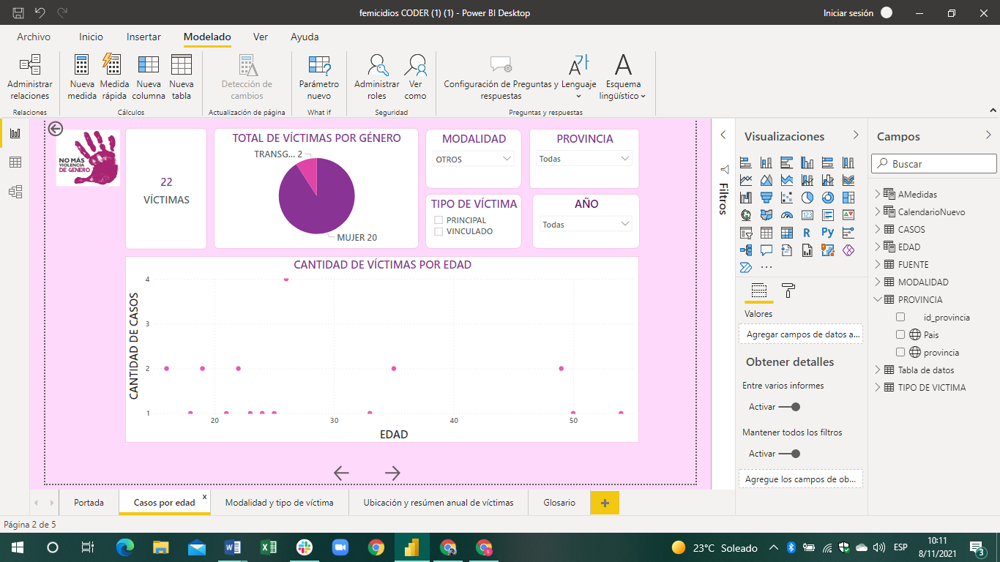 femicidios CODER (1) (1) - Power BI Desktop
Iniciar sesión
Archivo
Inicio
Insertar
Modelado
Ver
Ayuda
Administrar
relaciones
Nueva
medida
Medida
rápida
Nueva
columna
Nueva
tabla
Detección de
cambios
Parámetro
nuevo
Administrar
roles
Ver
como
Configuración de Preguntas y
respuestas
Lenguaje
Esquema
lingüístico
Relaciones
Cálculos
Actualización de página
What if
Seguridad
Preguntas y respuestas
NO MÁS
VIOLENCIA
DE GÉNERO
22
VÍCTIMAS
TOTAL DE VÍCTIMAS POR GÉNERO
TRANSG... 2
MUJER 20
MODALIDAD
OTROS
PROVINCIA
Todas
TIPO DE VÍCTIMA
PRINCIPAL
VINCULADO
AÑO
Todas
CANTIDAD DE VÍCTIMAS POR EDAD
CANTIDAD DE CASOS
4
3
2
1
20
30
40
50
EDAD
Filtros
Visualizaciones
R
Py
123
...
Valores
Agregar campos de datos a...
Obtener detalles
Entre varios informes
Activar
Mantener todos los filtros
Activar
Agregue los campos de ob...
Campos
Buscar
AMedidas
CalendarioNuevo
CASOS
EDAD
FUENTE
MODALIDAD
PROVINCIA
id_provincia
Pais
provincia
Tabla de datos
TIPO DE VICTIMA
Portada
Casos por edad
x
Modalidad y tipo de víctima
Ubicación y resúmen anual de víctimas
Glosario
+
Página 2 de 5
23°C Soleado
ESP
10:11
8/11/2021
3